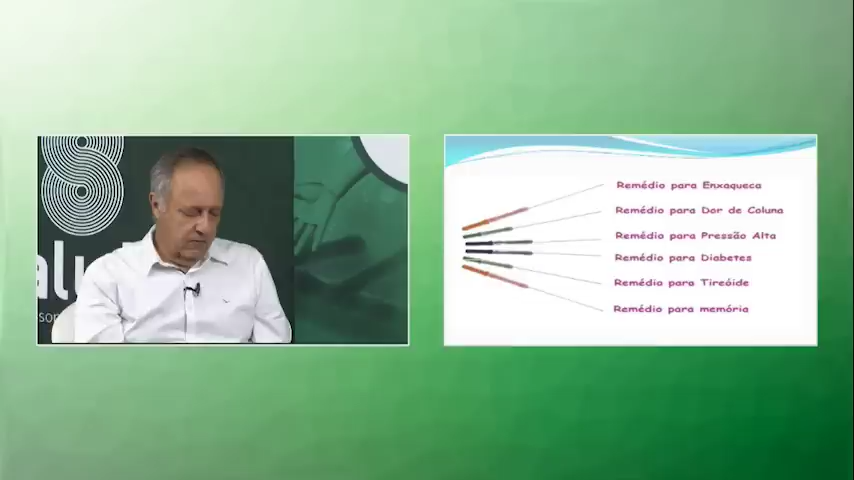 Remédio para Enxaqueca
Remédio para Dor de Coluna
Remédio para Pressão Alta
Remédio para Diabetes
Remédio para Tireóide
Remédio para memória